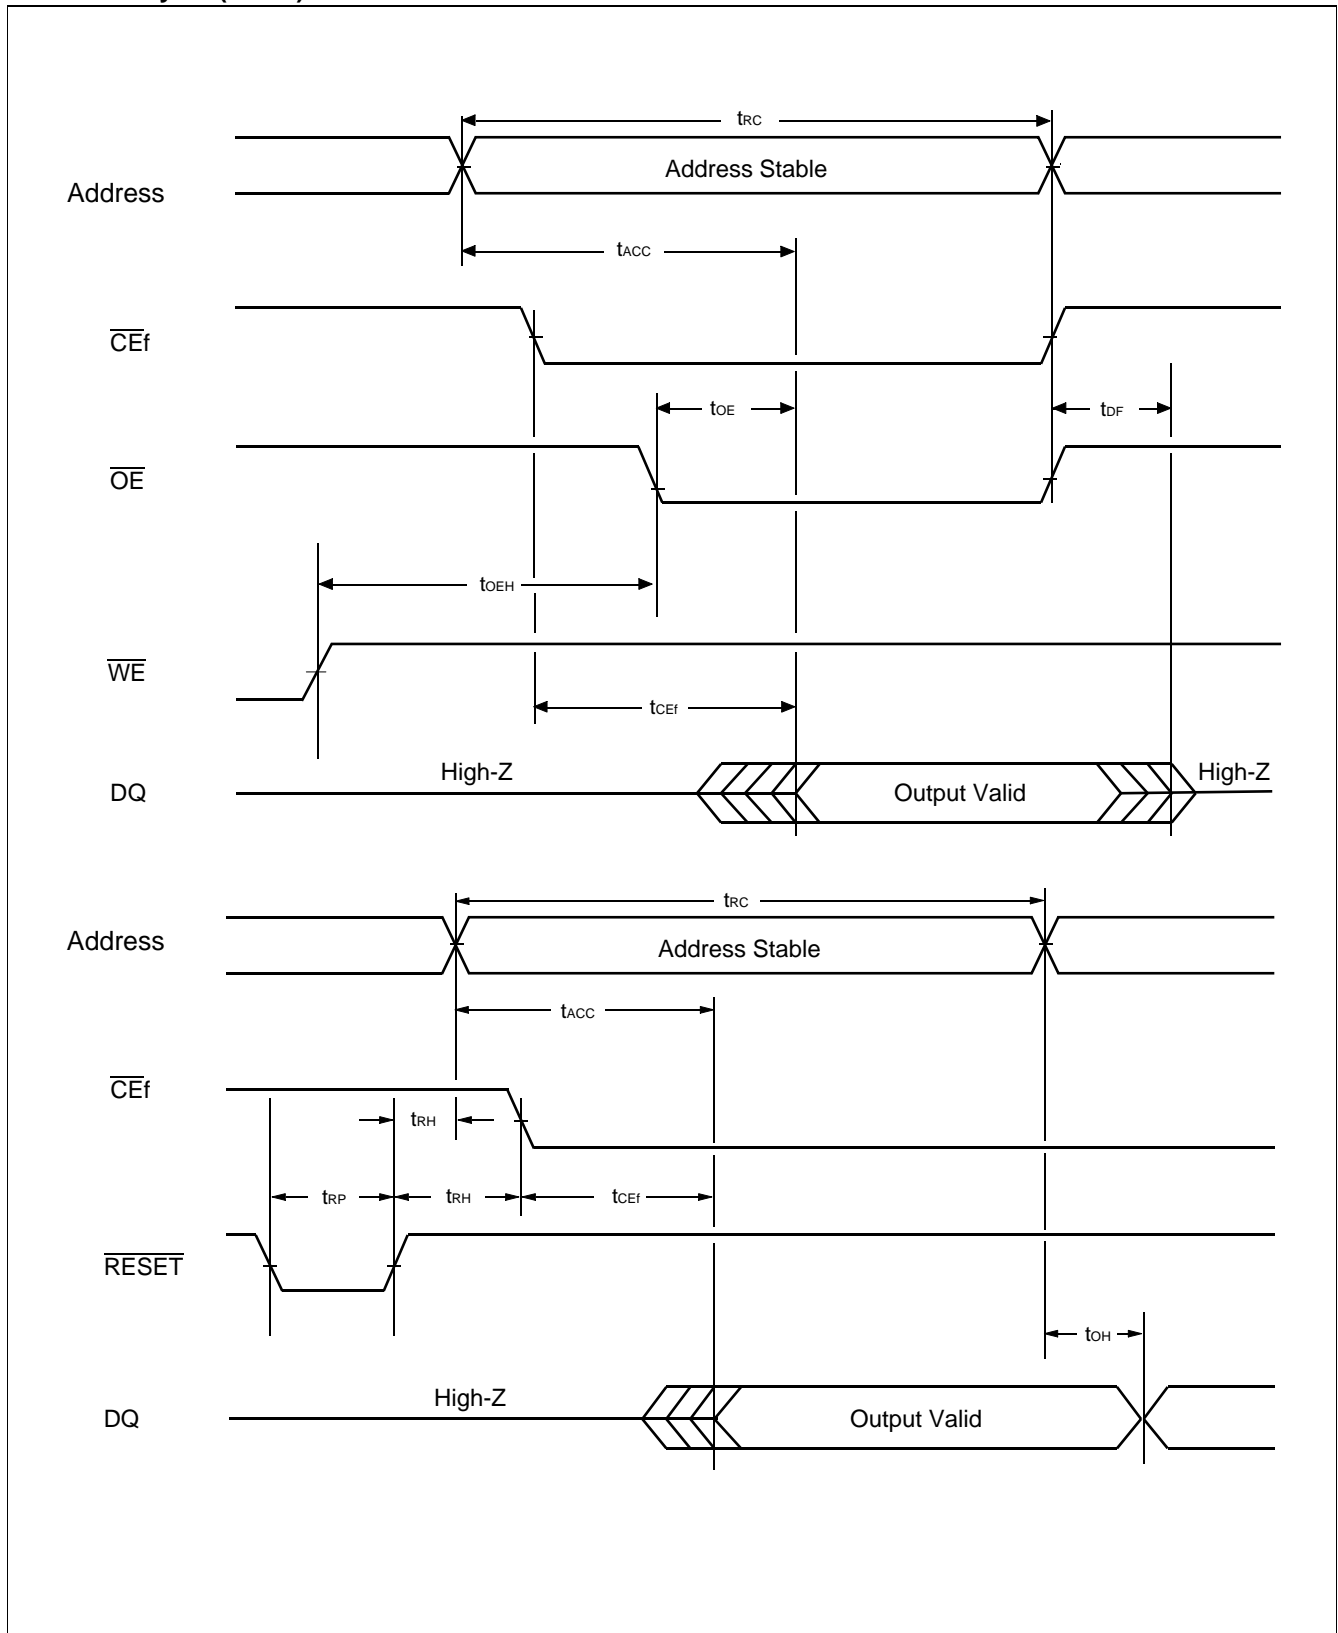 tRC
Address Stable
Address
tACC
CEf
tOE
tDF
OE
tOEH
WE
tCEf
High-Z
High-Z
DQ
Output Valid
tRC
Address
Address Stable
tACC
CEf
tRH
tRP
tRH
tCEf
RESET
tOH
High-Z
DQ
Output Valid